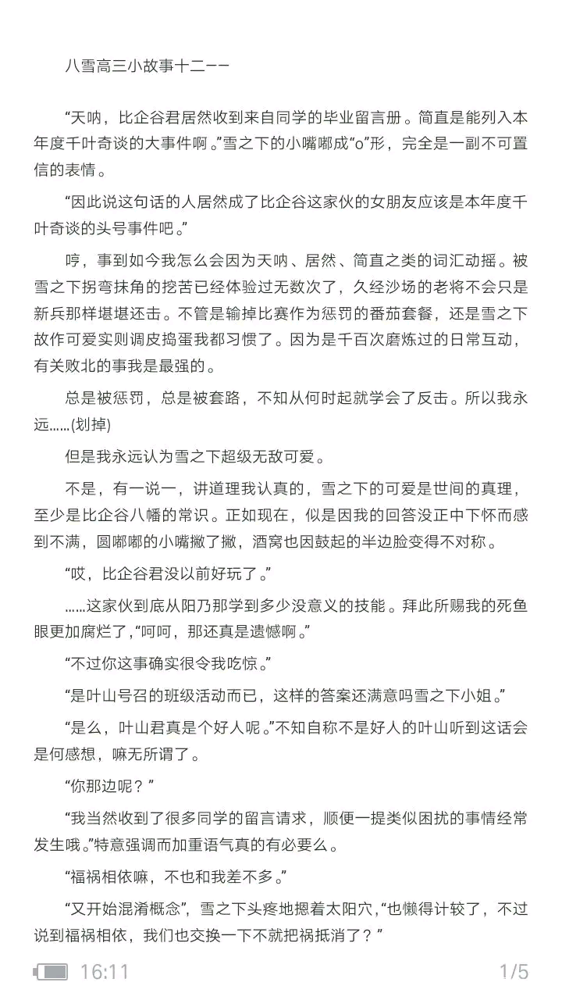 八雪高三小故事十二——
“天呐，比企谷君居然收到来自同学的毕业留言册。简直是能列入本
年度千叶奇谈的大事件啊。”雪之下的小嘴嘟成“o”形，完全是一副不可置
信的表情。
“因此说这句话的人居然成了比企谷这家伙的女朋友应该是本年度千
叶奇谈的头号事件吧。”
哼，事到如今我怎么会因为天呐、居然、简直之类的词汇动摇。被
雪之下拐弯抹角的挖苦已经体验过无数次了，久经沙场的老将不会只是
新兵那样堪堪还击。不管是输掉比赛作为惩罚的番茄套餐，还是雪之下
故作可爱实则调皮捣蛋我都习惯了。因为是千百次磨炼过的日常互动，
有关败北的事我是最强的。
总是被惩罚，总是被套路，不知从何时起就学会了反击。所以我永
远……(划掉)
但是我永远认为雪之下超级无敌可爱。
不是，有一说一，讲道理我认真的，雪之下的可爱是世间的真理，
至少是比企谷八幡的常识。正如现在，似是因我的回答没正中下怀而感
到不满，圆嘟嘟的小嘴撇了撇，酒窝也因鼓起的半边脸变得不对称。
“哎，比企谷君没以前好玩了。”
……这家伙到底从阳乃那学到多少没意义的技能。拜此所赐我的死鱼
眼更加腐烂了，“呵呵，那还真是遗憾啊。”
“不过你这事确实很令我吃惊。”
“是叶山号召的班级活动而已，这样的答案还满意吗雪之下小姐。”
“是么，叶山君真是个好人呢。”不知自称不是好人的叶山听到这话会
是何感想，嘛无所谓了。
“你那边呢？”
“我当然收到了很多同学的留言请求，顺便一提类似困扰的事情经常
发生哦。”特意强调而加重语气真的有必要么。
“福祸相依嘛，不也和我差不多。”
“又开始混淆概念”，雪之下头疼地摁着太阳穴，“也懒得计较了，不过
说到福祸相依，我们也交换一下不就把祸抵消了？”
16:11
1/5